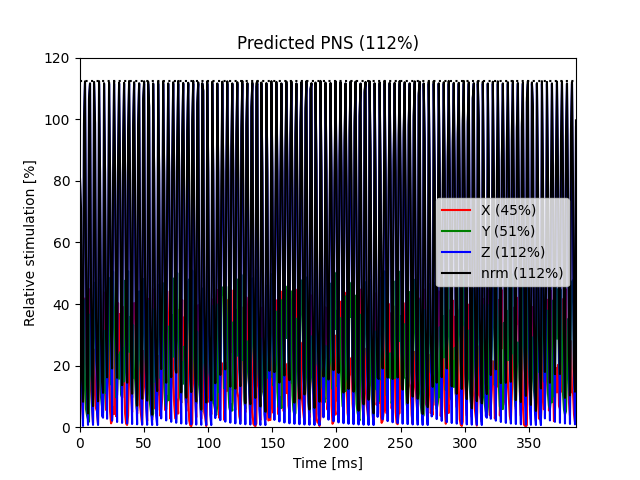 Predicted PNS (112%)
120
100
80
60
40
20
0
Relative stimulation [%]
X (45%)
Y (51%)
Z (112%)
nrm (112%)
0 50 100 150 200 250 300 350
Time [ms]